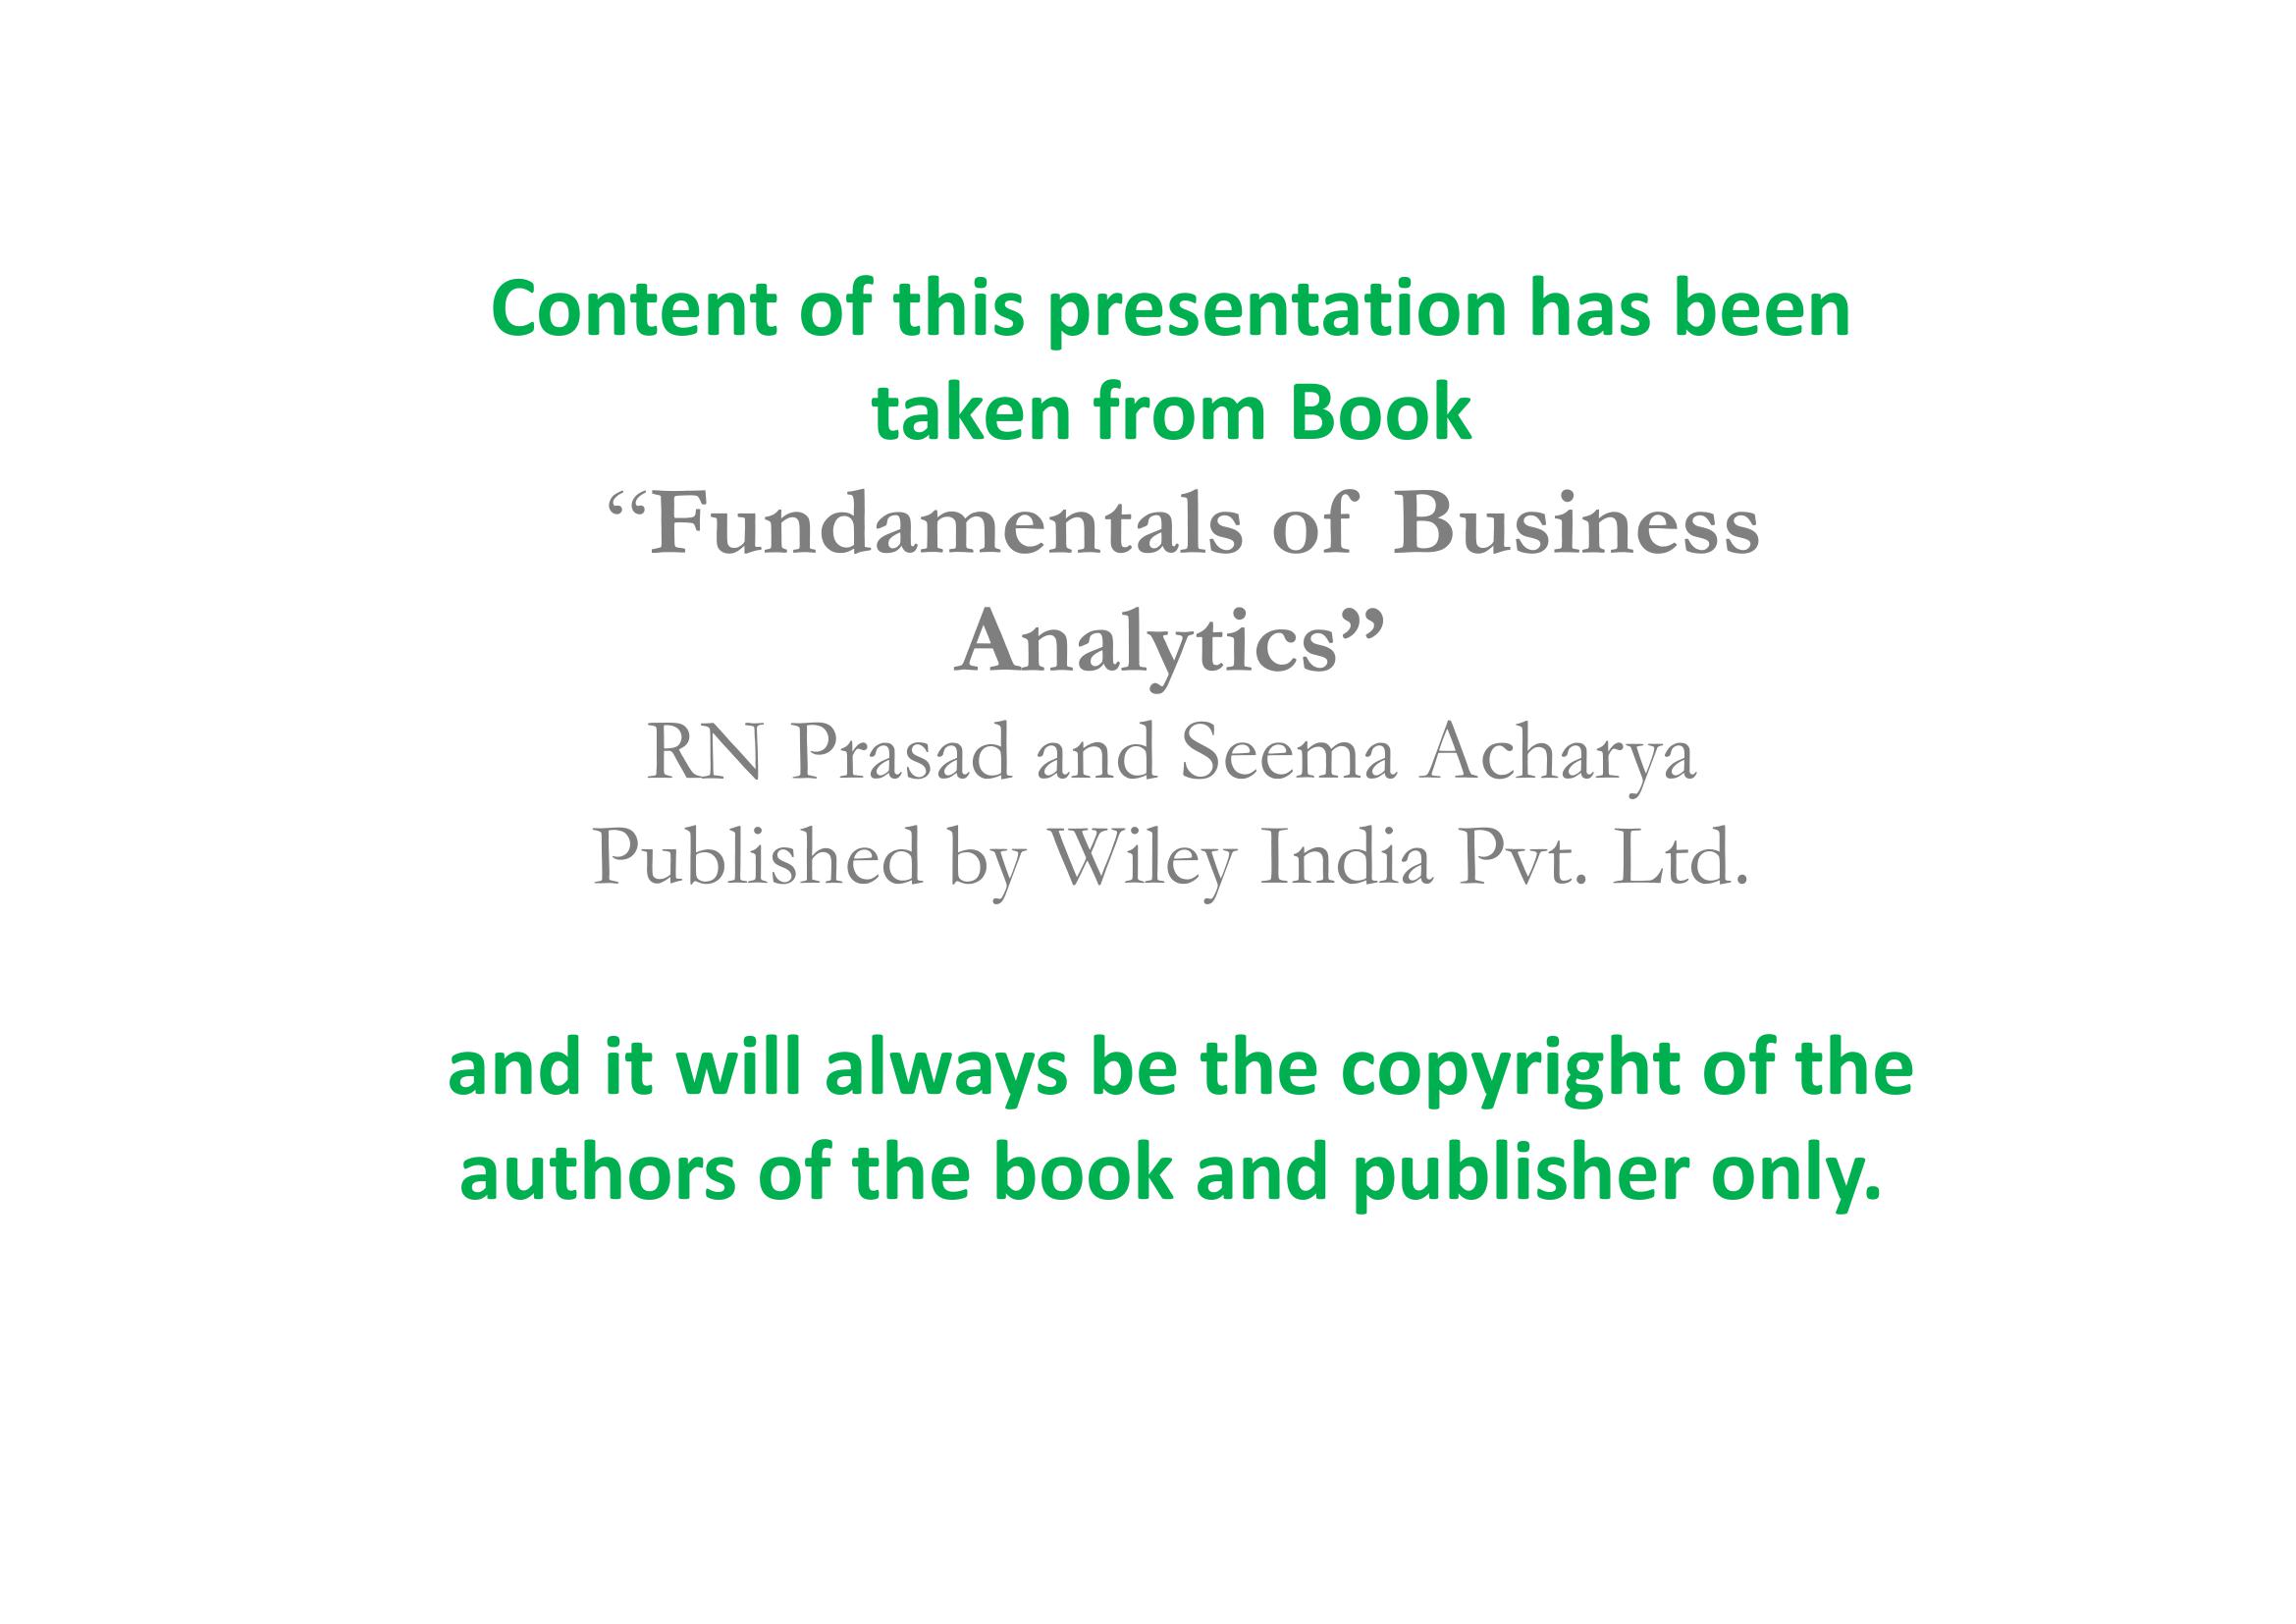 Content of this presentation has been
taken from Book
“Fundamentals of Business
Analytics”
RN Prasad and Seema Acharya
Published by Wiley India Pvt. Ltd.
and it will always be the copyright of the
authors of the book and publisher only.